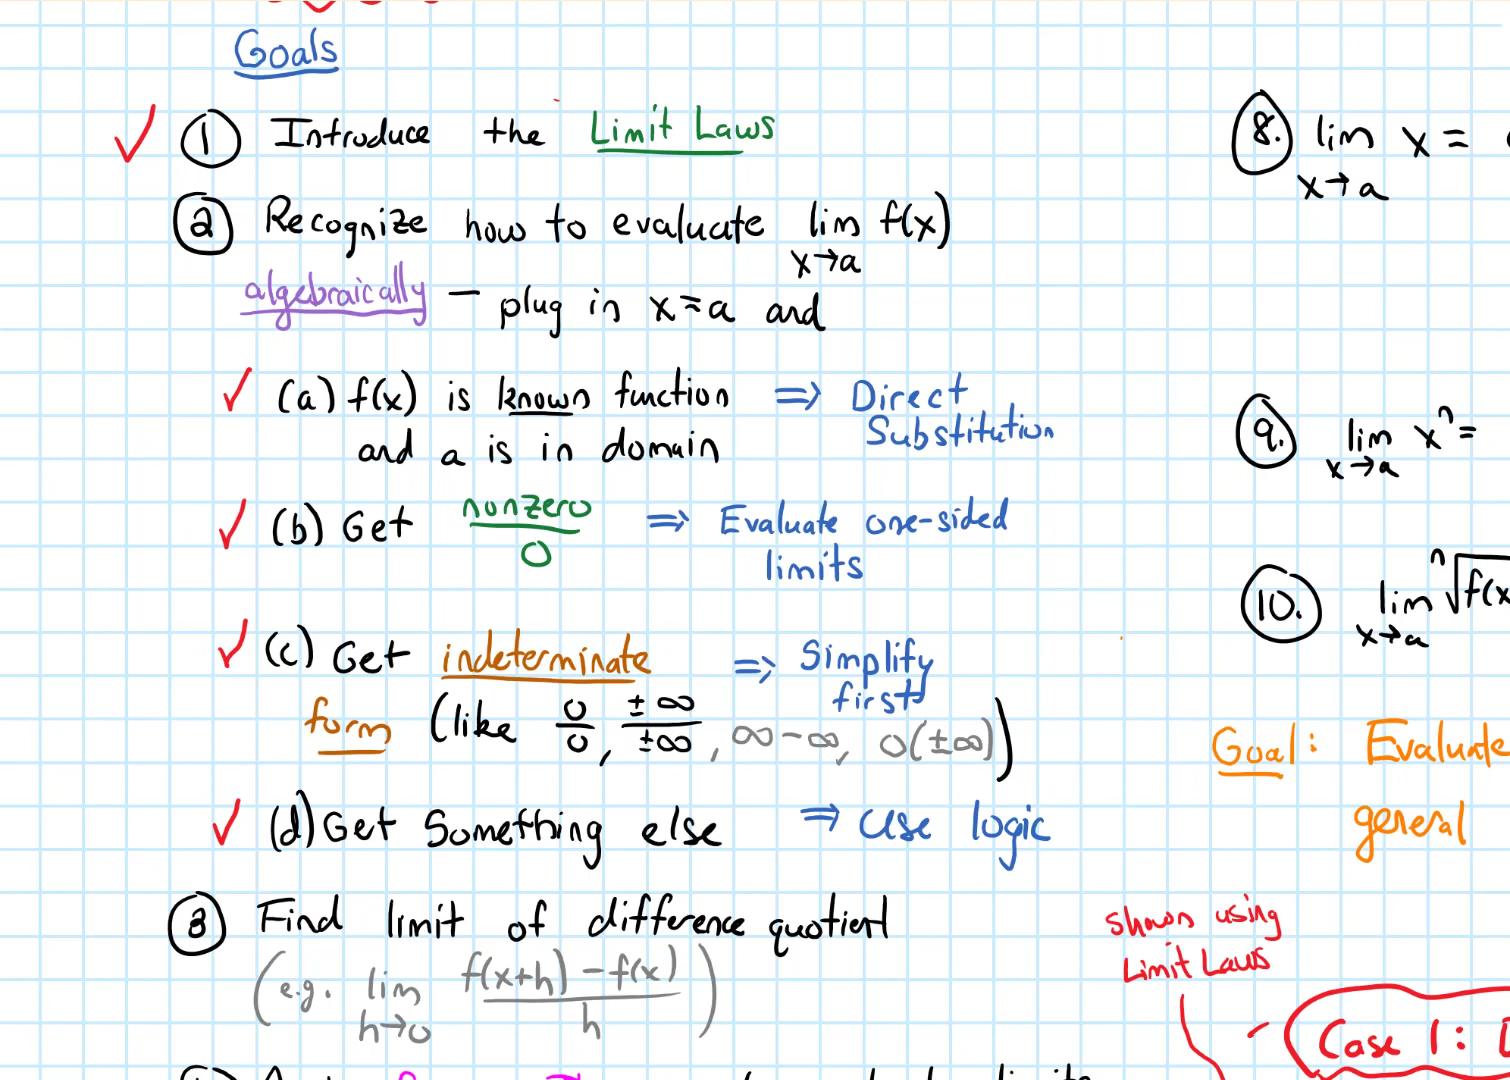 Goals
① Introduce the Limit Laws
② Recognize how to evaluate lim f(x)
x→a
algebraically — plug in x=a and
(a) f(x) is known function ⇒ Direct
Substitution
and a is in domain
(b) Get nonzero/0 ⇒ Evaluate one-sided
limits
(c) Get indeterminate ⇒ Simplify
first
form (like 0/0, ±∞/±∞, ∞-∞, 0(±∞))
(d) Get Something else ⇒ Use logic
③ Find limit of difference quotient
(e.g. lim f(x+h)-f(x)/h)
h→0
8. lim x =
x→a
9. lim xⁿ =
x→a
10. lim ⁿ√f(x
x→a
Goal: Evaluate
general
shown using
Limit Laws
Case 1: